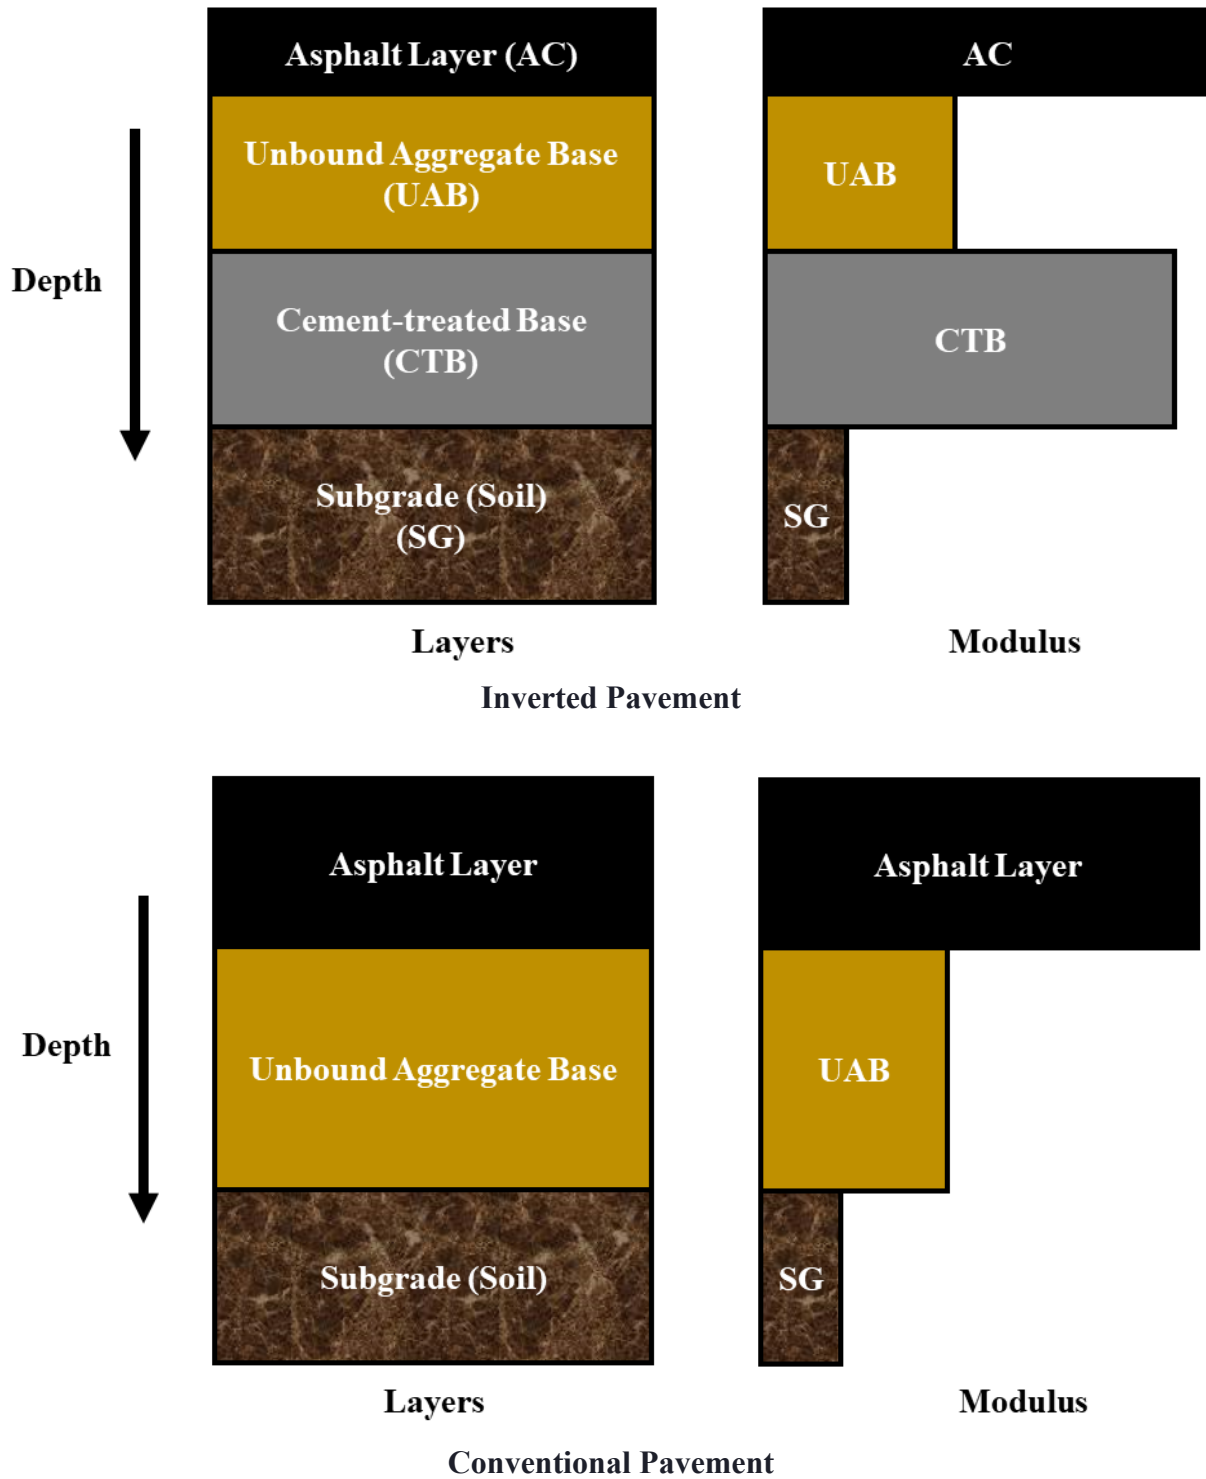 Asphalt Layer (AC)
AC
Unbound Aggregate Base
(UAB)
UAB
Depth
Cement-treated Base
(CTB)
CTB
Subgrade (Soil)
(SG)
SG
Layers
Modulus
Inverted Pavement
Asphalt Layer
Asphalt Layer
Depth
Unbound Aggregate Base
UAB
Subgrade (Soil)
SG
Layers
Modulus
Conventional Pavement